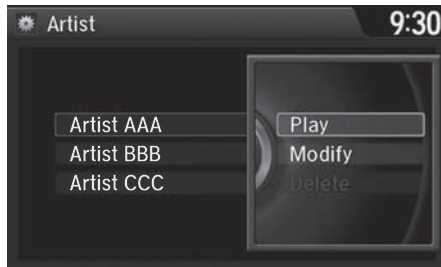 Artist
9:30
Artist AAA
Artist BBB
Artist CCC
Play
Modify
Delete